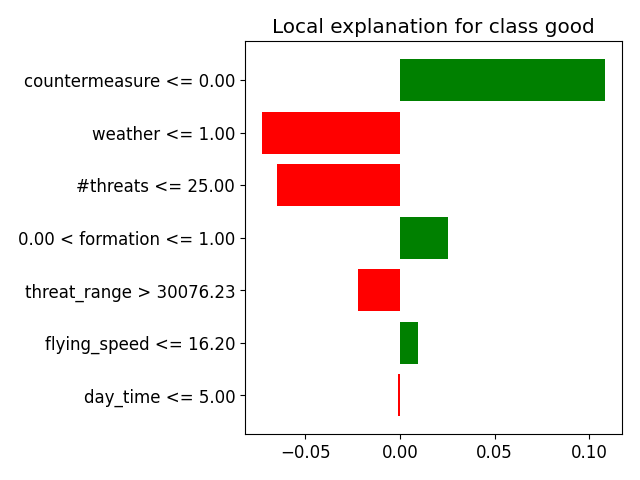 Local explanation for class good
countermeasure <= 0.00
weather <= 1.00
#threats <= 25.00
0.00 < formation <= 1.00
threat_range > 30076.23
flying_speed <= 16.20
day_time <= 5.00
−0.05 0.00 0.05 0.10